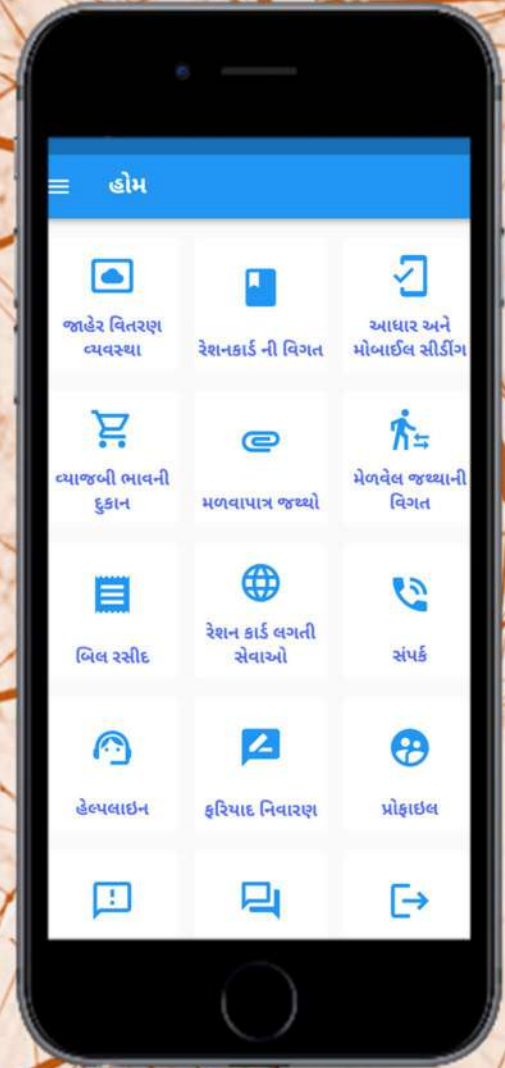 હોમ
જાહેર વિતરણ
વ્યવસ્થા
રેશનકાર્ડ ની વિગત
આધાર અને
મોબાઈલ સીડીંગ
વ્યાજબી ભાવની
દુકાન
મળવાપાત્ર જથ્થો
મેળવેલ જથ્થાની
વિગત
બિલ રસીદ
રેશન કાર્ડ લગતી
સેવાઓ
સંપર્ક
હેલ્પલાઇન
ફરિયાદ નિવારણ
પ્રોફાઇલ